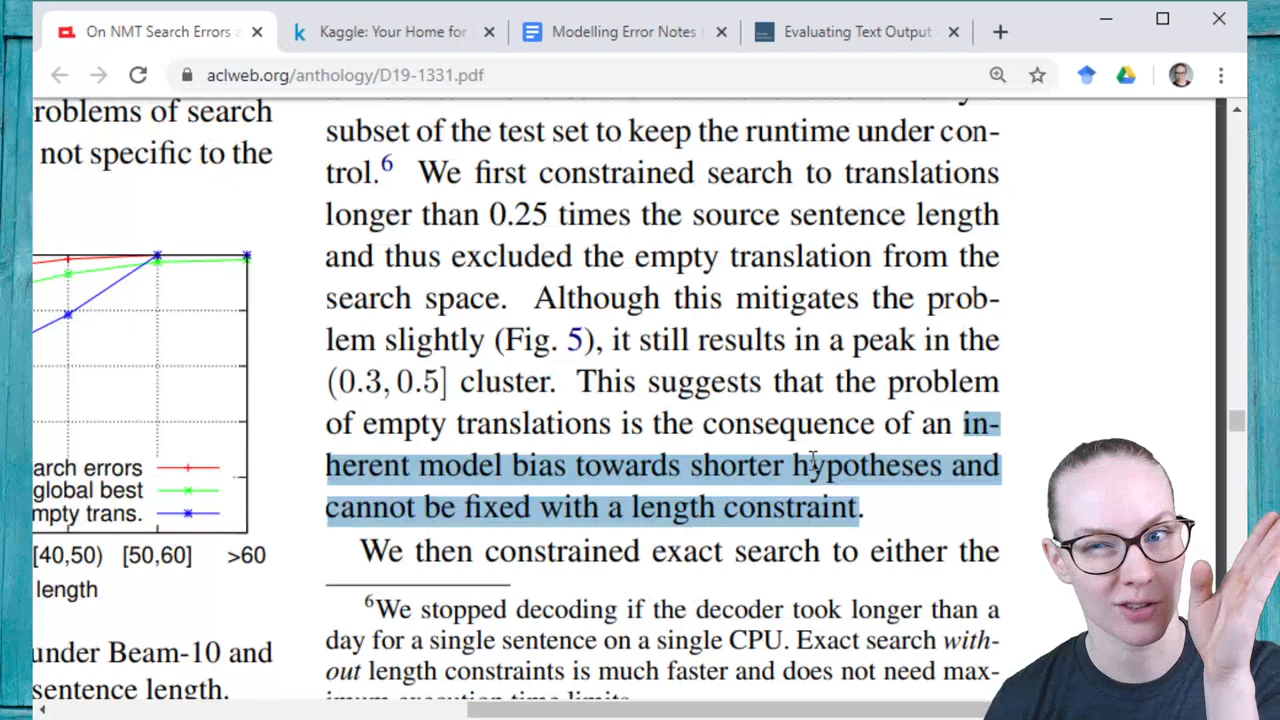 On NMT Search Errors a
Kaggle: Your Home for
Modelling Error Notes
Evaluating Text Output
aclweb.org/anthology/D19-1331.pdf
roblems of search
not specific to the
arch errors
global best
mpty trans.
[40,50) [50,60] >60
length
under Beam-10 and
sentence length.
subset of the test set to keep the runtime under con-
trol.6 We first constrained search to translations
longer than 0.25 times the source sentence length
and thus excluded the empty translation from the
search space. Although this mitigates the prob-
lem slightly (Fig. 5), it still results in a peak in the
(0.3, 0.5] cluster. This suggests that the problem
of empty translations is the consequence of an in-
herent model bias towards shorter hypotheses and
cannot be fixed with a length constraint.
We then constrained exact search to either the
6We stopped decoding if the decoder took longer than a
day for a single sentence on a single CPU. Exact search with-
out length constraints is much faster and does not need max-
imum execution time limits.